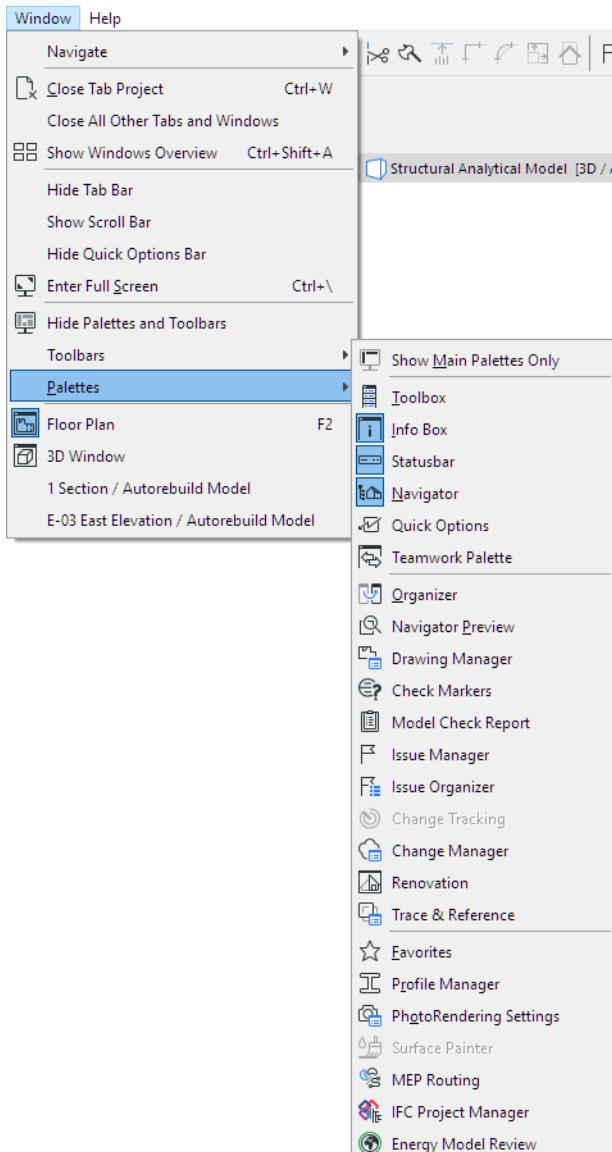 Window Help
Navigate
Close Tab Project Ctrl+W
Close All Other Tabs and Windows
Show Windows Overview Ctrl+Shift+A
Structural Analytical Model [3D /
Hide Tab Bar
Show Scroll Bar
Hide Quick Options Bar
Enter Full Screen Ctrl+\
Hide Palettes and Toolbars
Toolbars
Palettes
Floor Plan F2
3D Window
1 Section / Autorebuild Model
E-03 East Elevation / Autorebuild Model
Show Main Palettes Only
Toolbox
Info Box
Statusbar
Navigator
Quick Options
Teamwork Palette
Organizer
Navigator Preview
Drawing Manager
Check Markers
Model Check Report
Issue Manager
Issue Organizer
Change Tracking
Change Manager
Renovation
Trace & Reference
Favorites
Profile Manager
PhotoRendering Settings
Surface Painter
MEP Routing
IFC Project Manager
Energy Model Review